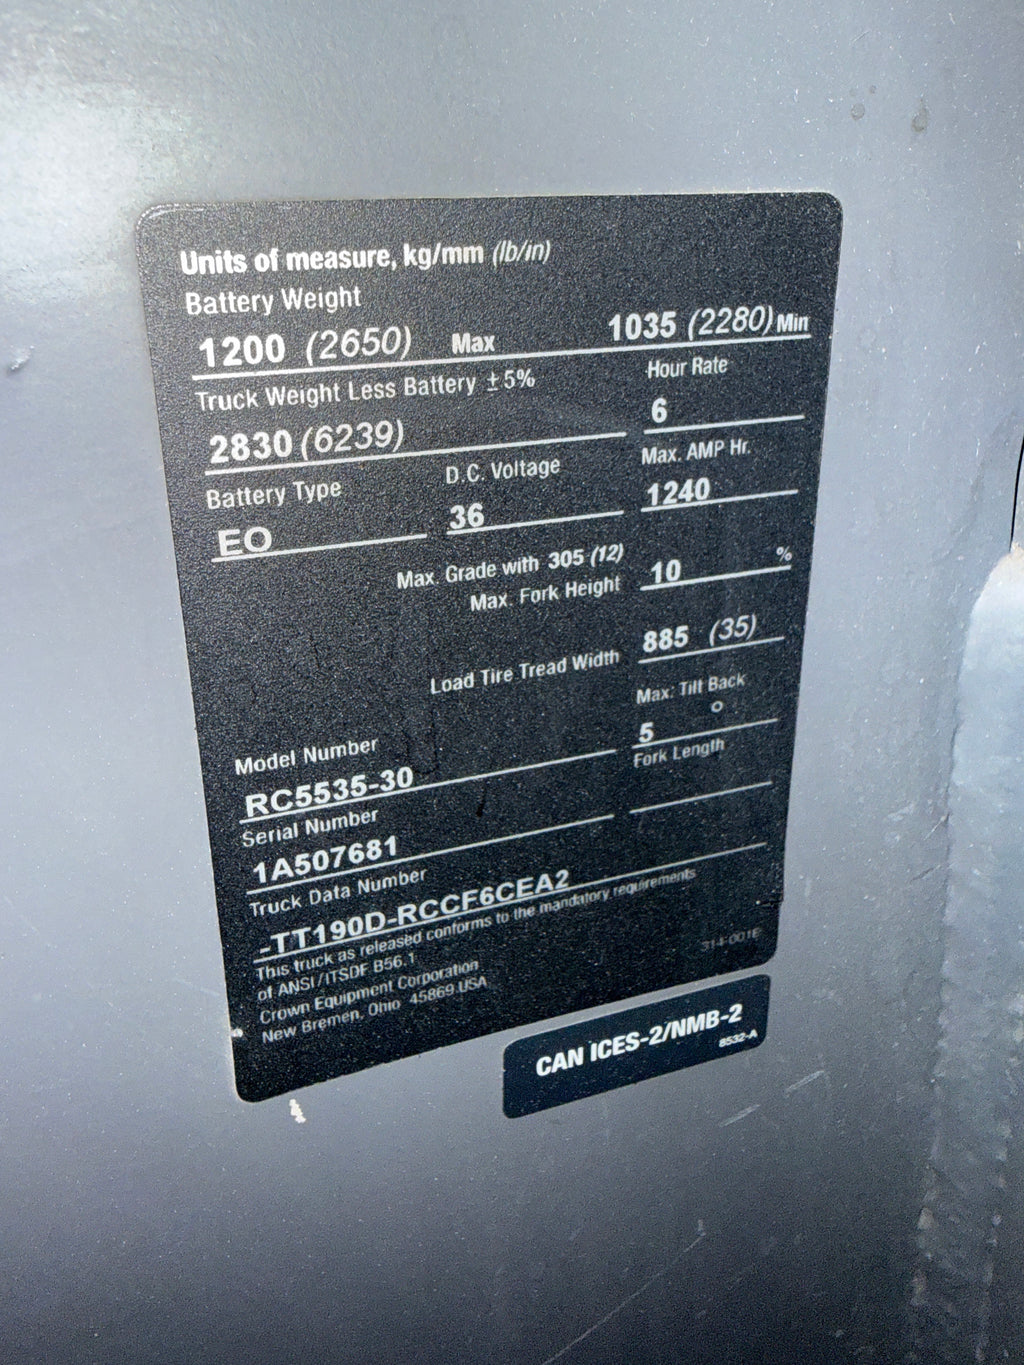 Units of measure, kg/mm (lb/in)
Battery Weight
1200 (2650) Max 1035 (2280) Min
Truck Weight Less Battery ±5% Hour Rate
2830 (6239) 6
Battery Type D.C. Voltage Max. AMP Hr.
EO 36 1240
Max. Grade with 305 (12)
Max. Fork Height 10 %
Load Tire Tread Width 885 (35)
Max. Tilt Back
5 °
Model Number Fork Length
RC5535-30
Serial Number
1A507681
Truck Data Number
-TT190D-RCCF6CEA2
This truck as released conforms to the mandatory requirements
of ANSI/ITSDF B56.1
Crown Equipment Corporation
New Bremen, Ohio 45869 USA
CAN ICES-2/NMB-2
8532-A